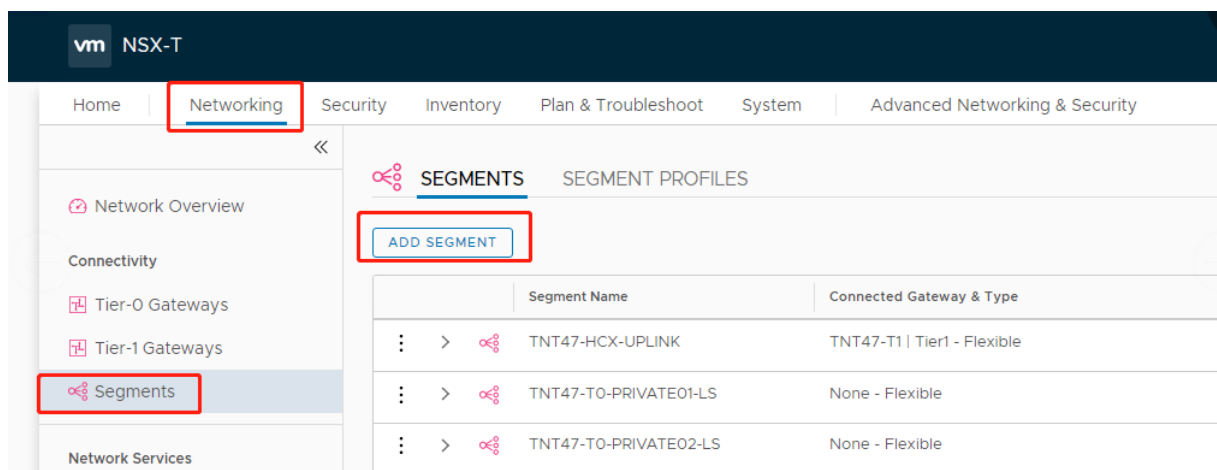 vm NSX-T
Home Networking Security Inventory Plan & Troubleshoot System Advanced Networking & Security
SEGMENTS SEGMENT PROFILES
Network Overview
ADD SEGMENT
Connectivity
Segment Name Connected Gateway & Type
Tier-0 Gateways
TNT47-HCX-UPLINK TNT47-T1 | Tier1 - Flexible
Tier-1 Gateways
Segments
TNT47-T0-PRIVATE01-LS None - Flexible
TNT47-T0-PRIVATE02-LS None - Flexible
Network Services